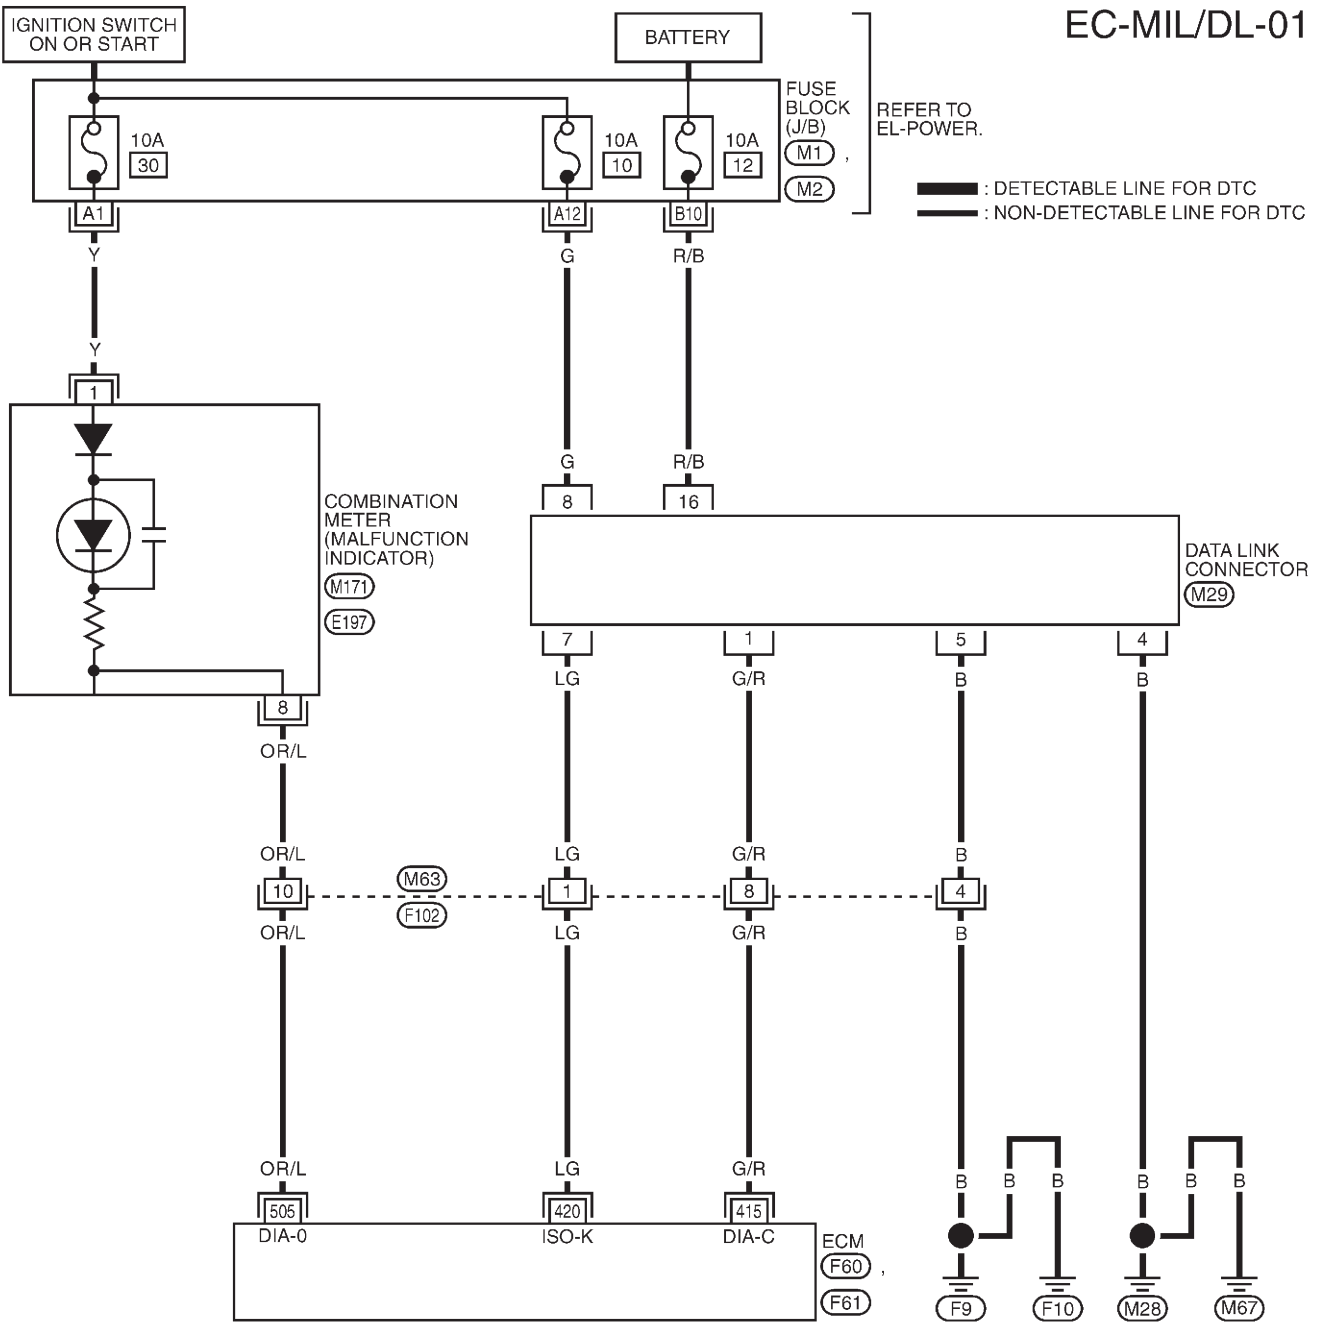 IGNITION SWITCH
ON OR START
BATTERY
EC-MIL/DL-01
FUSE
BLOCK
(J/B)
M1 ,
M2
REFER TO
EL-POWER.
10A
30
10A
10
10A
12
: DETECTABLE LINE FOR DTC
: NON-DETECTABLE LINE FOR DTC
A1
A12
B10
Y
G
R/B
Y
G
R/B
1
8
16
COMBINATION
METER
(MALFUNCTION
INDICATOR)
M171
E197
DATA LINK
CONNECTOR
M29
7
1
5
4
LG
G/R
B
B
8
OR/L
OR/L
LG
G/R
B
10
M63
F102
1
8
4
OR/L
LG
G/R
B
OR/L
LG
G/R
B
B
B
B
B
B
505
420
415
DIA-0
ISO-K
DIA-C
ECM
F60 ,
F61
F9
F10
M28
M67